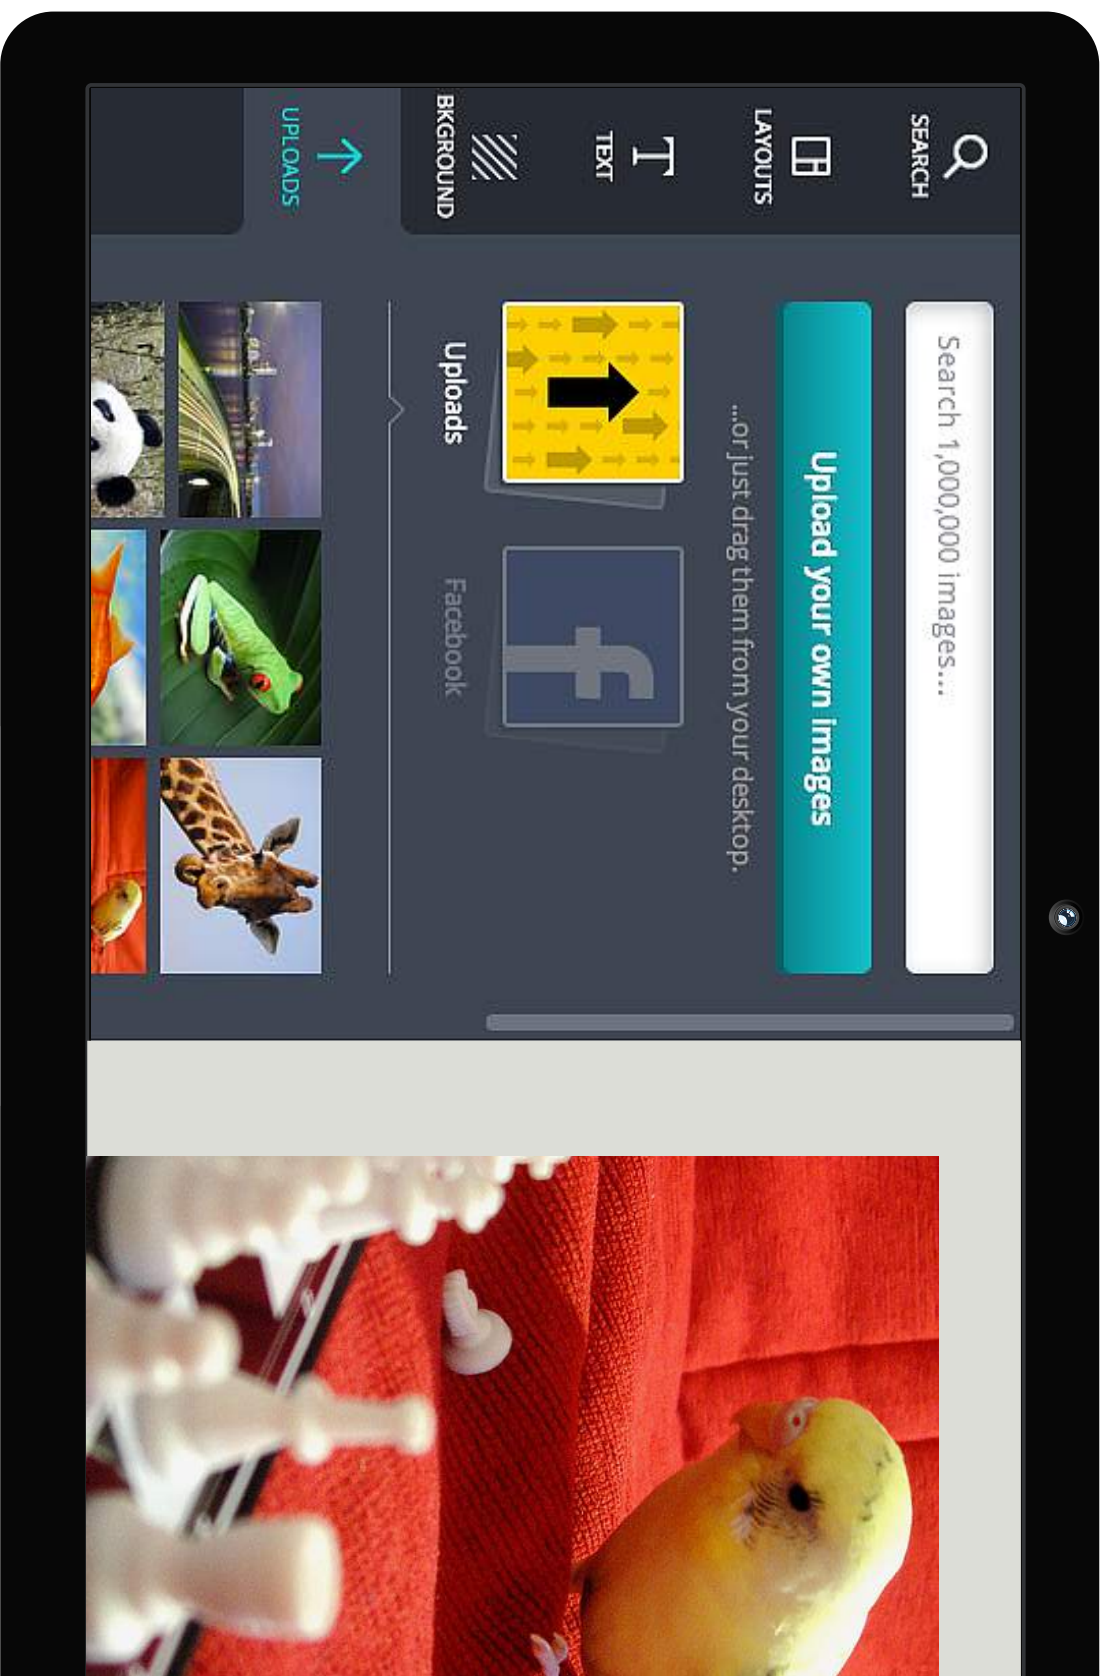 SEARCH
LAYOUTS
TEXT
BKGROUND
UPLOADS
Search 1,000,000 images...
Upload your own images
...or just drag them from your desktop.
Uploads
Facebook